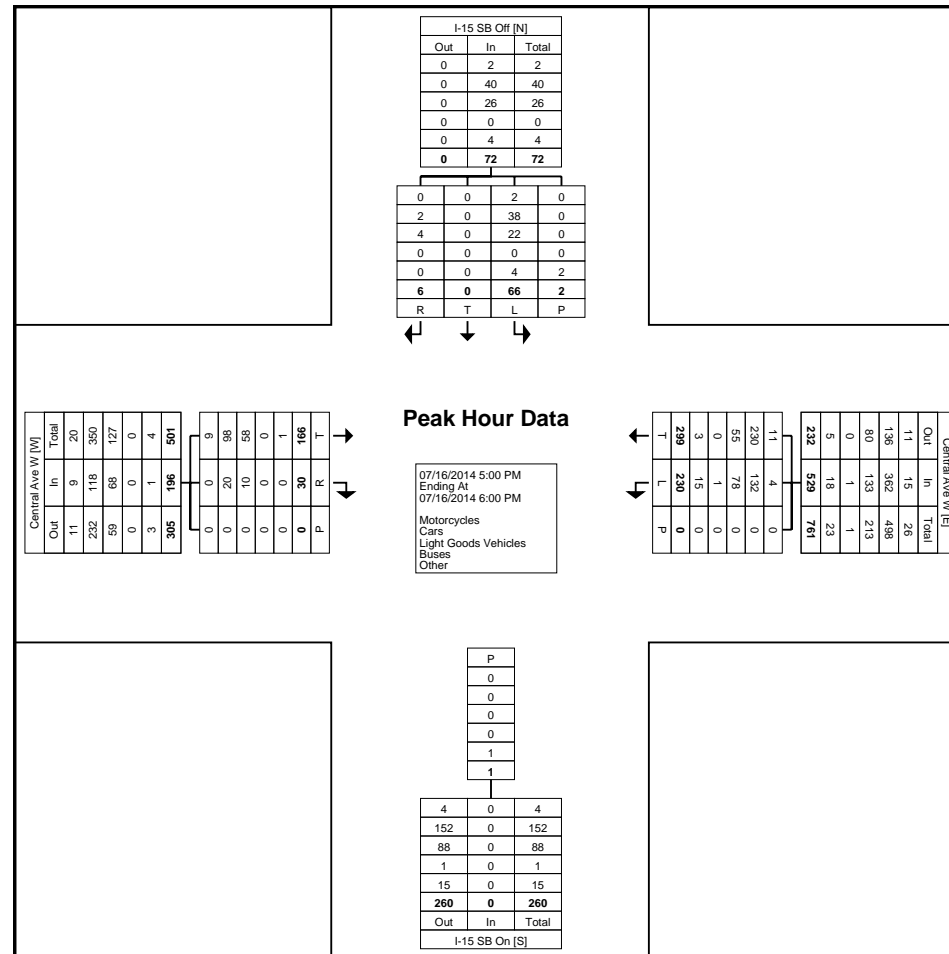 I-15 SB Off [N]
Out In Total
0 2 2
0 40 40
0 26 26
0 0 0
0 4 4
0 72 72
0 0 2 0
2 0 38 0
4 0 22 0
0 0 0 0
0 0 4 2
6 0 66 2
R T L P
Central Ave W [W]
Total 20 350 127 0 4 501
In 9 118 68 0 1 196
Out 11 232 59 0 3 305
9 98 58 0 1 166 T
0 20 10 0 0 30 R
0 0 0 0 0 0 P
Peak Hour Data
07/16/2014 5:00 PM
Ending At
07/16/2014 6:00 PM
Motorcycles
Cars
Light Goods Vehicles
Buses
Other
T 299 3 0 55 230 11
L 230 15 1 78 132 4
P 0 0 0 0 0 0
232 5 0 80 136 11 Out
529 18 1 133 362 15 In
761 23 1 213 498 26 Total
Central Ave W [E]
P
0
0
0
0
1
1
4 0 4
152 0 152
88 0 88
1 0 1
15 0 15
260 0 260
Out In Total
I-15 SB On [S]